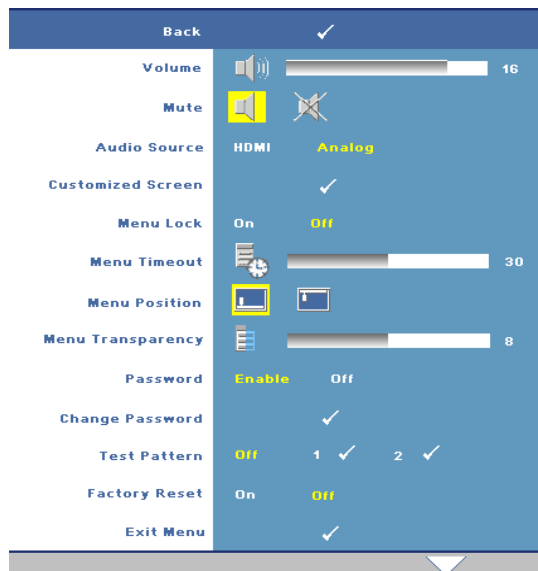 Back
Volume 16
Mute
Audio Source HDMI Analog
Customized Screen
Menu Lock On Off
Menu Timeout 30
Menu Position
Menu Transparency 8
Password Enable Off
Change Password
Test Pattern Off 1 2
Factory Reset On Off
Exit Menu